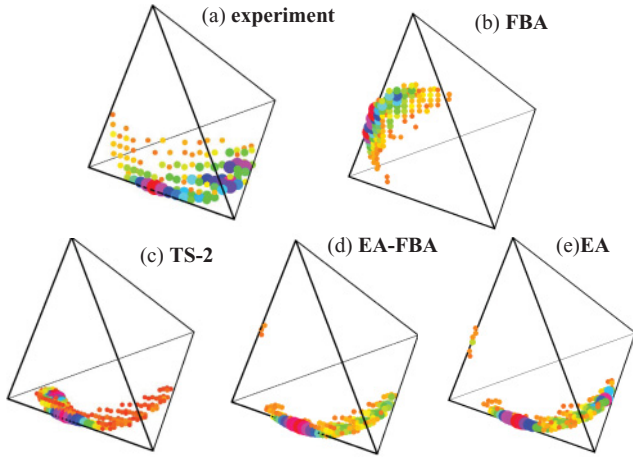 (a) experiment
(b) FBA
(c) TS-2
(d) EA-FBA
(e)EA